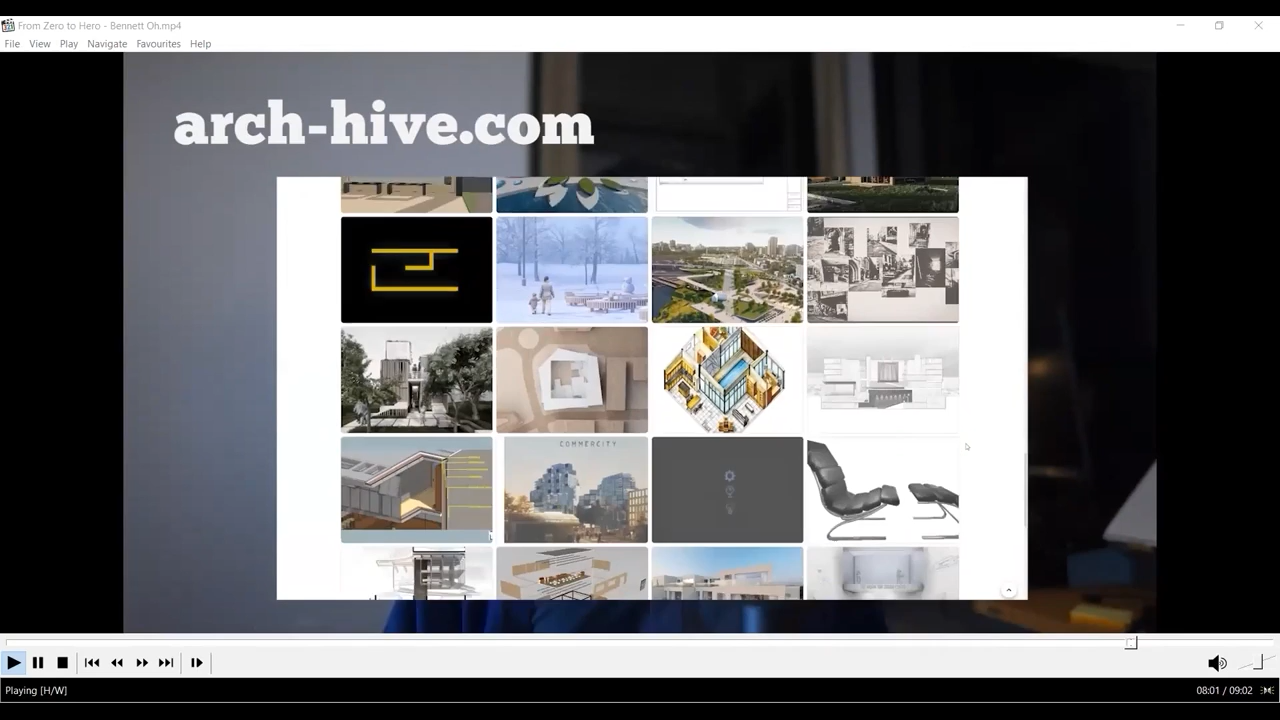 From Zero to Hero - Bennett Oh.mp4
File View Play Navigate Favourites Help
arch-hive.com
COMMERCITY
Playing [H/W]
08:01 / 09:02